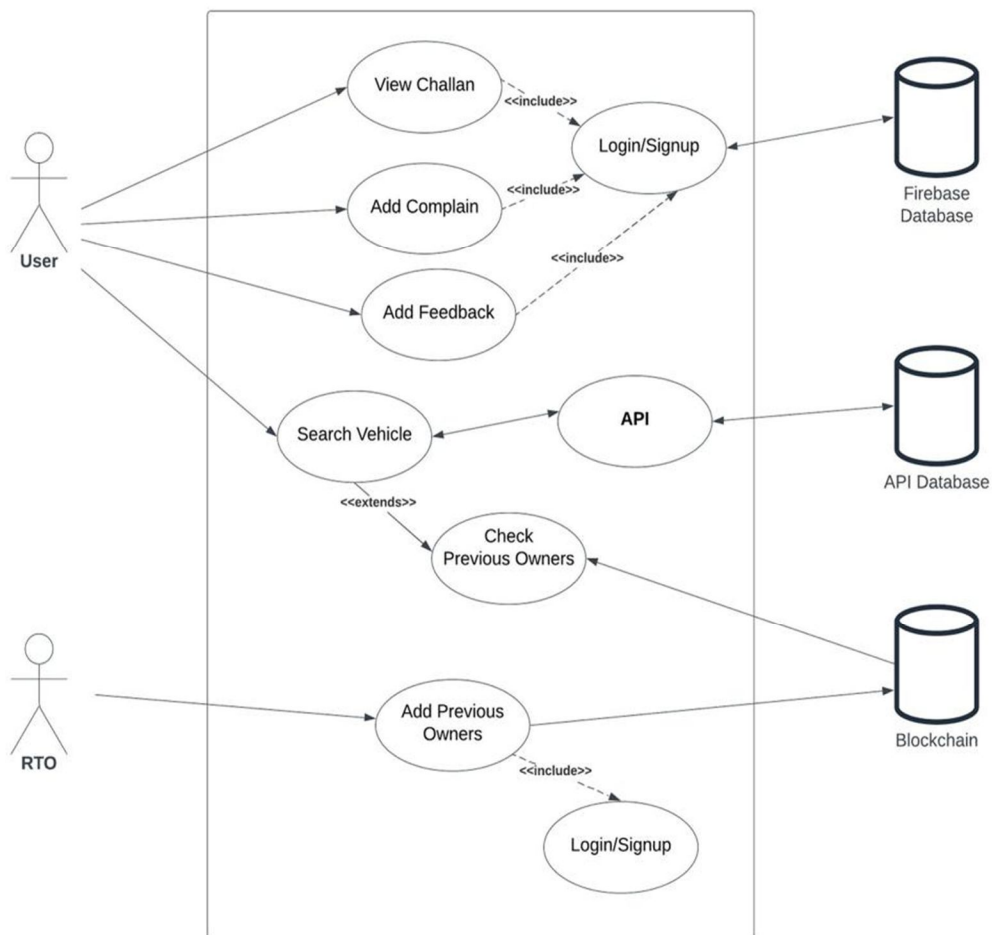 View Challan
<<include>>
Login/Signup
Add Complain
<<include>>
Firebase
Database
User
<<include>>
Add Feedback
Search Vehicle
API
API Database
<<extends>>
Check
Previous Owners
Add Previous
Owners
Blockchain
RTO
<<include>>
Login/Signup